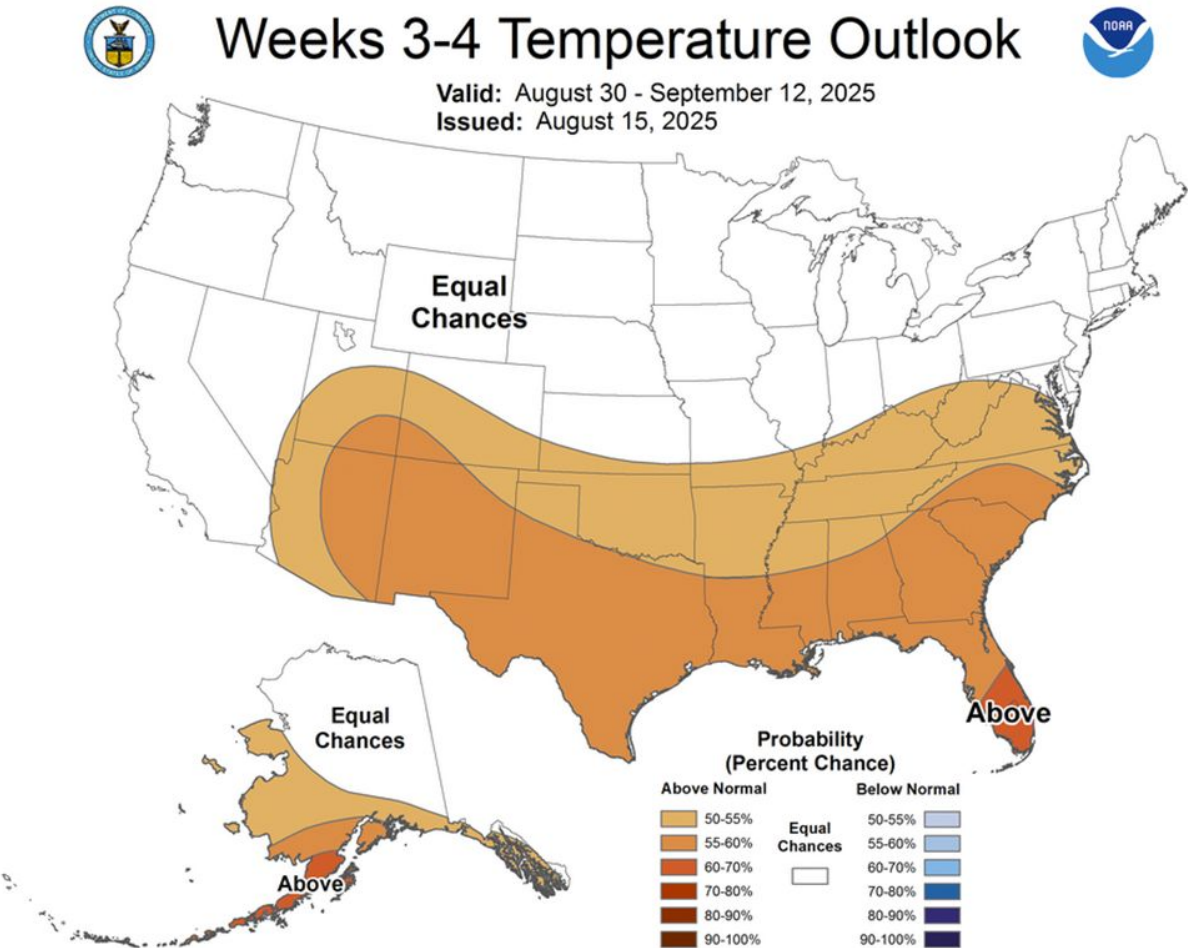 Weeks 3-4 Temperature Outlook
NOAA
Valid: August 30 - September 12, 2025
Issued: August 15, 2025
Equal
Chances
Equal
Chances
Above
Above
Probability
(Percent Chance)
Above Normal
50-55%
55-60%
60-70%
70-80%
80-90%
90-100%
Equal
Chances
Below Normal
50-55%
55-60%
60-70%
70-80%
80-90%
90-100%